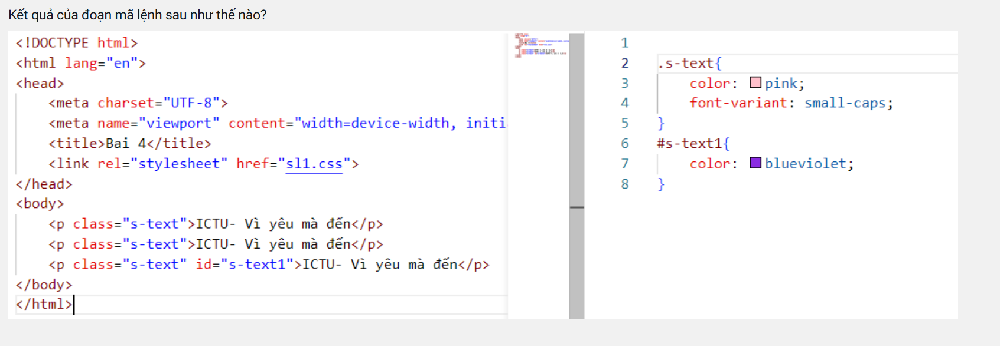 Kết quả của đoạn mã lệnh sau như thế nào?
<!DOCTYPE html>
<html lang="en">
<head>
    <meta charset="UTF-8">
    <meta name="viewport" content="width=device-width, initi
    <title>Bai 4</title>
    <link rel="stylesheet" href="sl1.css">
</head>
<body>
    <p class="s-text">ICTU- Vì yêu mà đến</p>
    <p class="s-text">ICTU- Vì yêu mà đến</p>
    <p class="s-text" id="s-text1">ICTU- Vì yêu mà đến</p>
</body>
</html>
1
2 .s-text{
3     color: pink;
4     font-variant: small-caps;
5 }
6 #s-text1{
7     color: blueviolet;
8 }